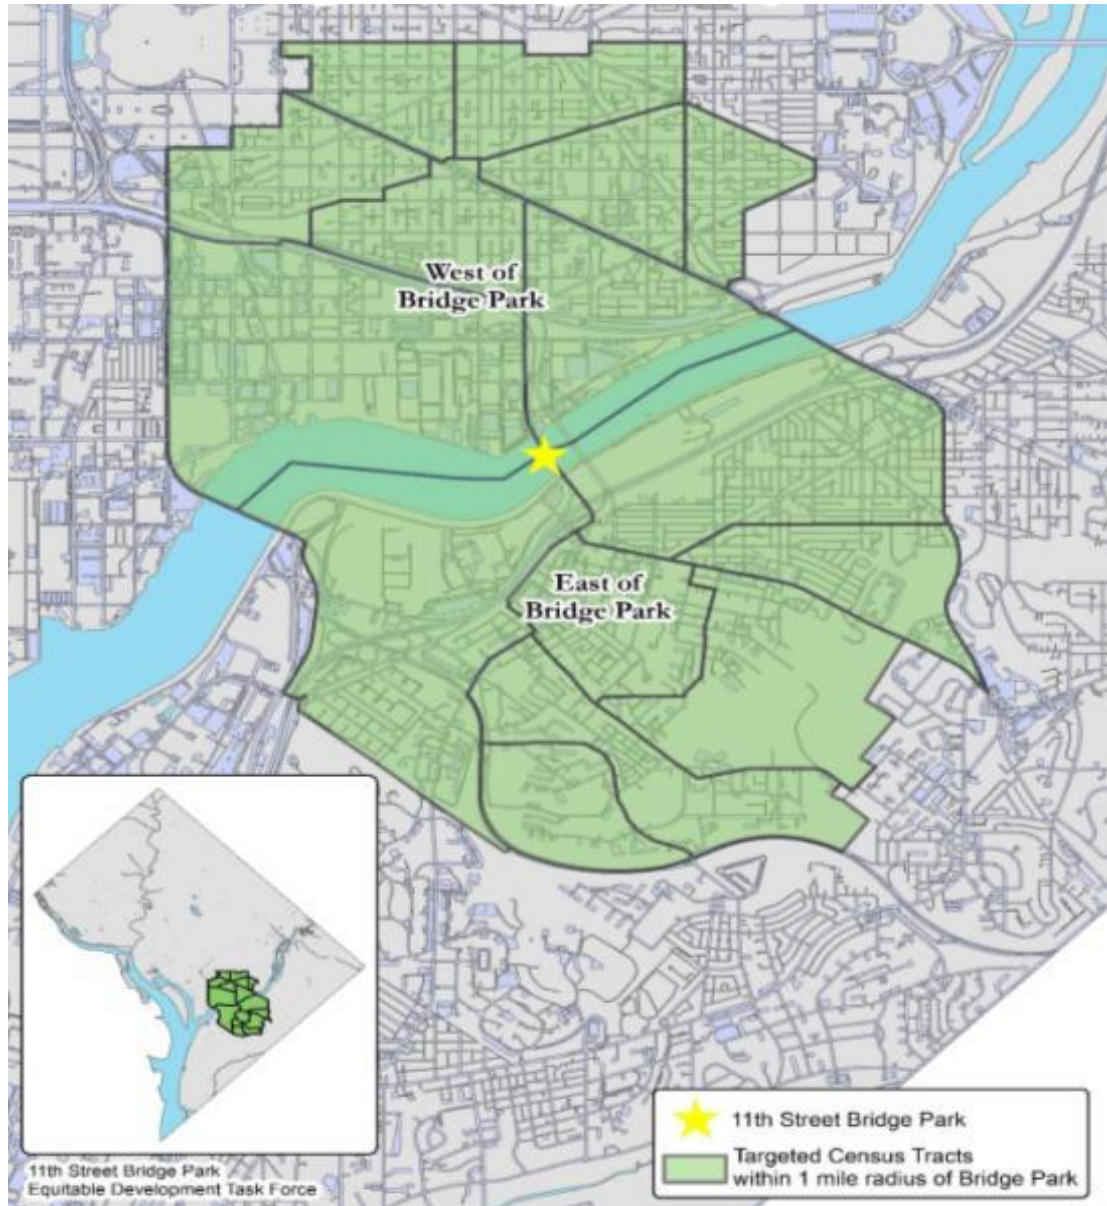 West of
Bridge Park
East of
Bridge Park
11th Street Bridge Park
Equitable Development Task Force
11th Street Bridge Park
Targeted Census Tracts
within 1 mile radius of Bridge Park